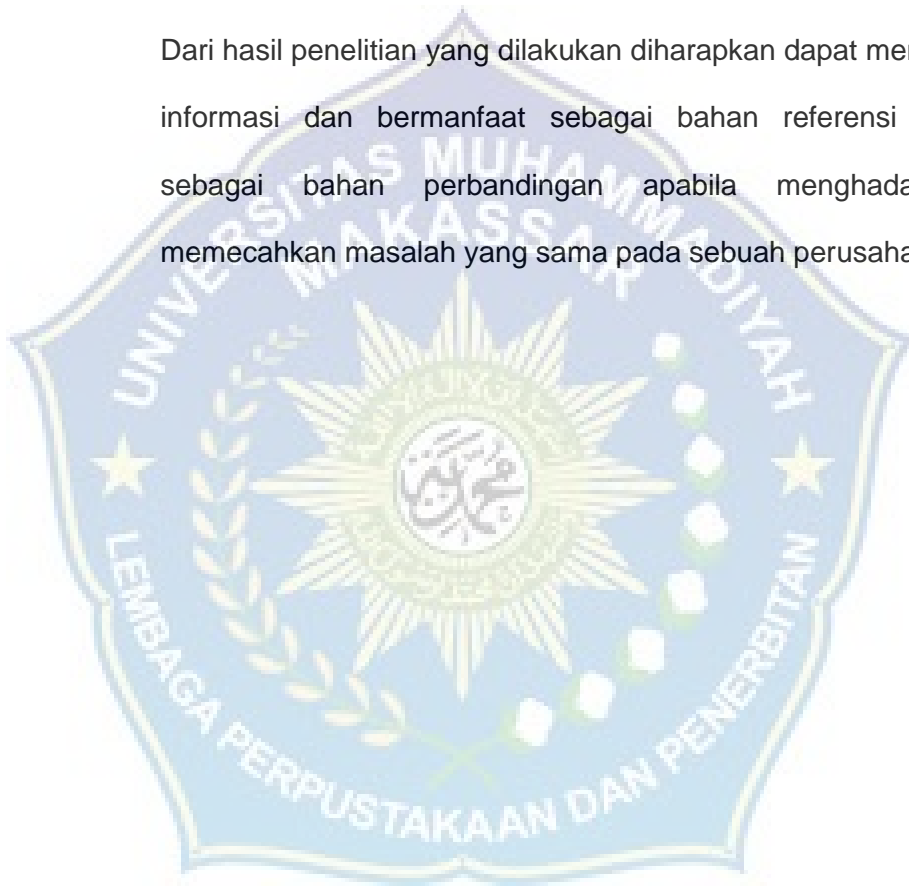 Dari hasil penelitian yang dilakukan diharapkan dapat mer
informasi dan bermanfaat sebagai bahan referensi
sebagai bahan perbandingan apabila menghada
memecahkan masalah yang sama pada sebuah perusaha
UNIVERSITAS MUHAMMADIYAH
MAKASSAR
LEMBAGA PERPUSTAKAAN DAN PENERBITAN